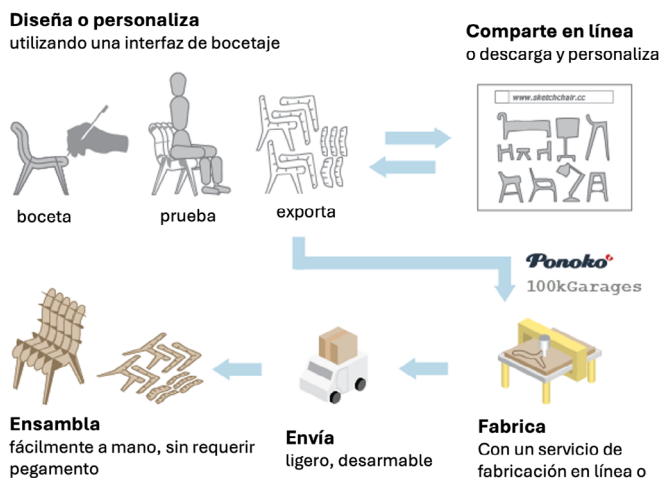 Diseña o personaliza
utilizando una interfaz de bocetaje
boceta
prueba
exporta
Comparte en línea
o descarga y personaliza
www.sketchchair.cc
Ponoko
100kGarages
Fabrica
Con un servicio de
fabricación en línea o
Envía
ligero, desarmable
Ensambla
fácilmente a mano, sin requerir
pegamento